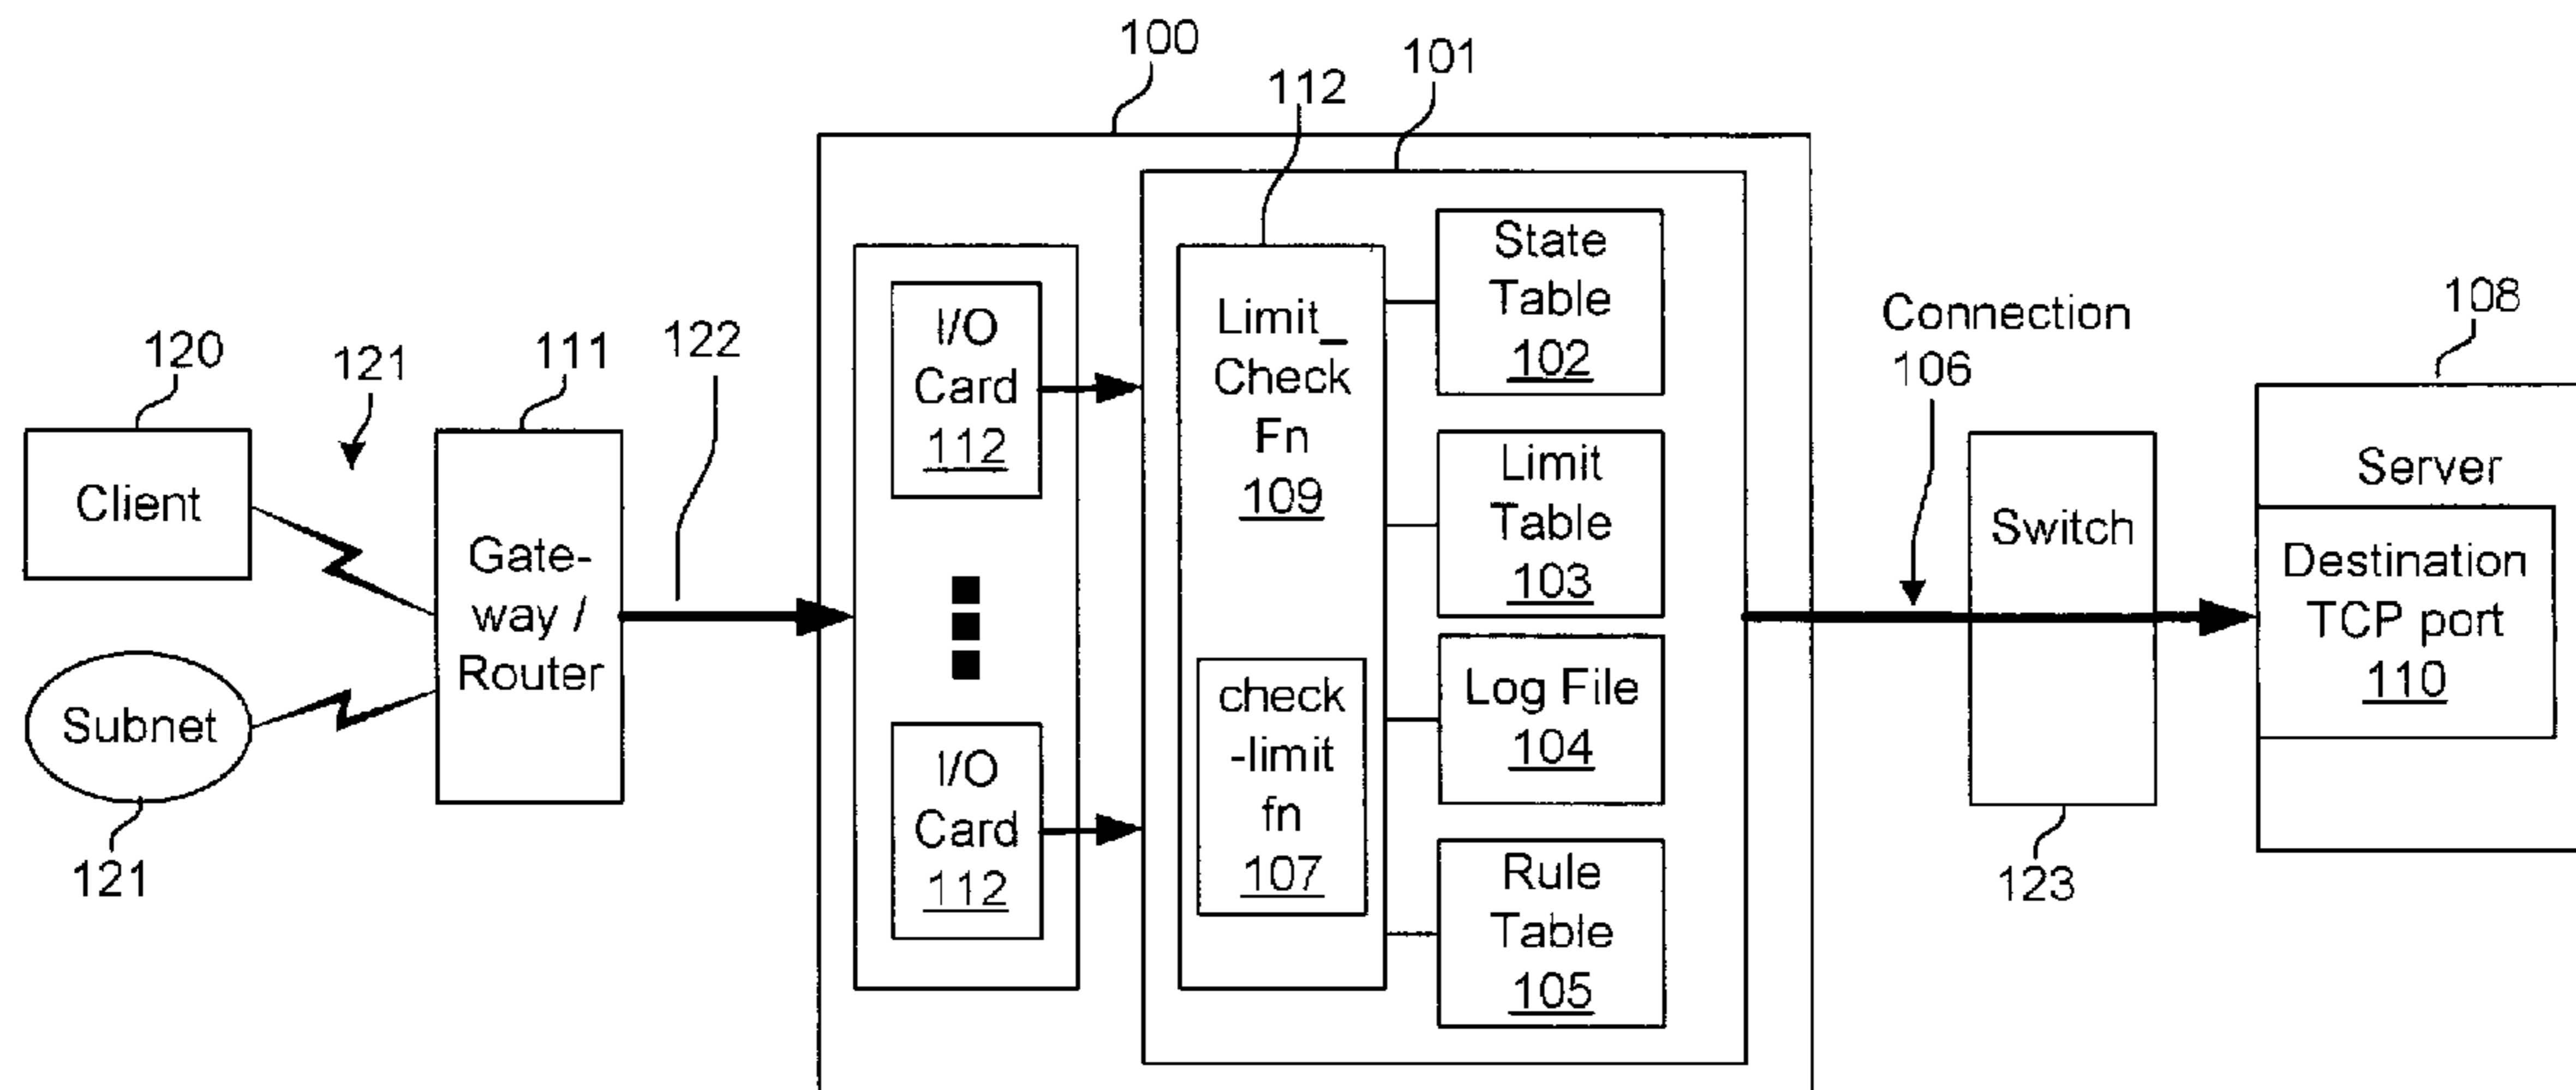 100
101
112
120
121
111
122
Client
Subnet
121
Gate-
way /
Router
I/O
Card
112
I/O
Card
112
Limit_
Check
Fn
109
check
-limit
fn
107
State
Table
102
Limit
Table
103
Log File
104
Rule
Table
105
Connection
106
Switch
123
108
Server
Destination
TCP port
110